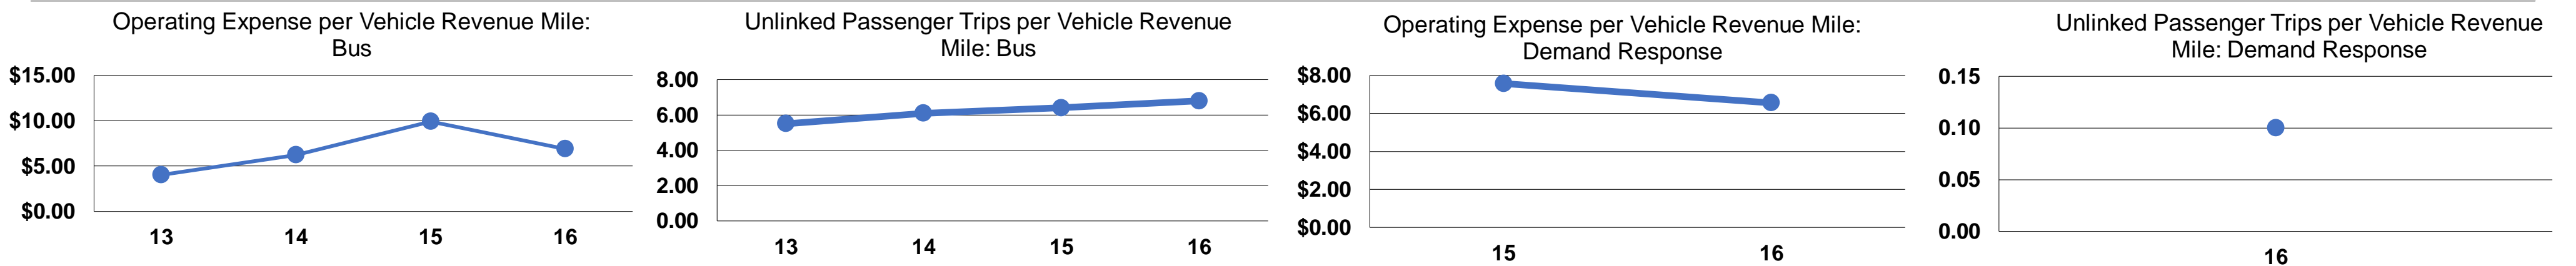 Operating Expense per Vehicle Revenue Mile:
Bus
$15.00
$10.00
$5.00
$0.00
13 14 15 16
Unlinked Passenger Trips per Vehicle Revenue
Mile: Bus
8.00
6.00
4.00
2.00
0.00
13 14 15 16
Operating Expense per Vehicle Revenue Mile:
Demand Response
$8.00
$6.00
$4.00
$2.00
$0.00
15 16
Unlinked Passenger Trips per Vehicle Revenue
Mile: Demand Response
0.15
0.10
0.05
0.00
16